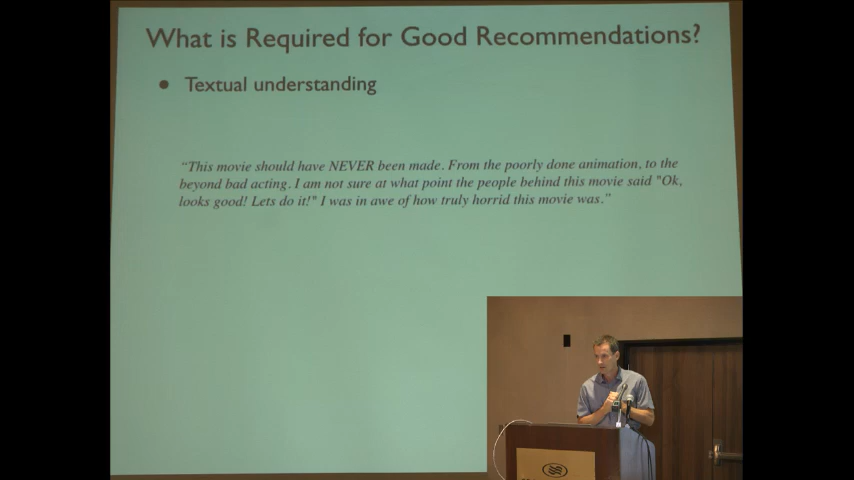 What is Required for Good Recommendations?
• Textual understanding
“This movie should have NEVER been made. From the poorly done animation, to the
beyond bad acting. I am not sure at what point the people behind this movie said "Ok,
looks good! Lets do it!" I was in awe of how truly horrid this movie was.”